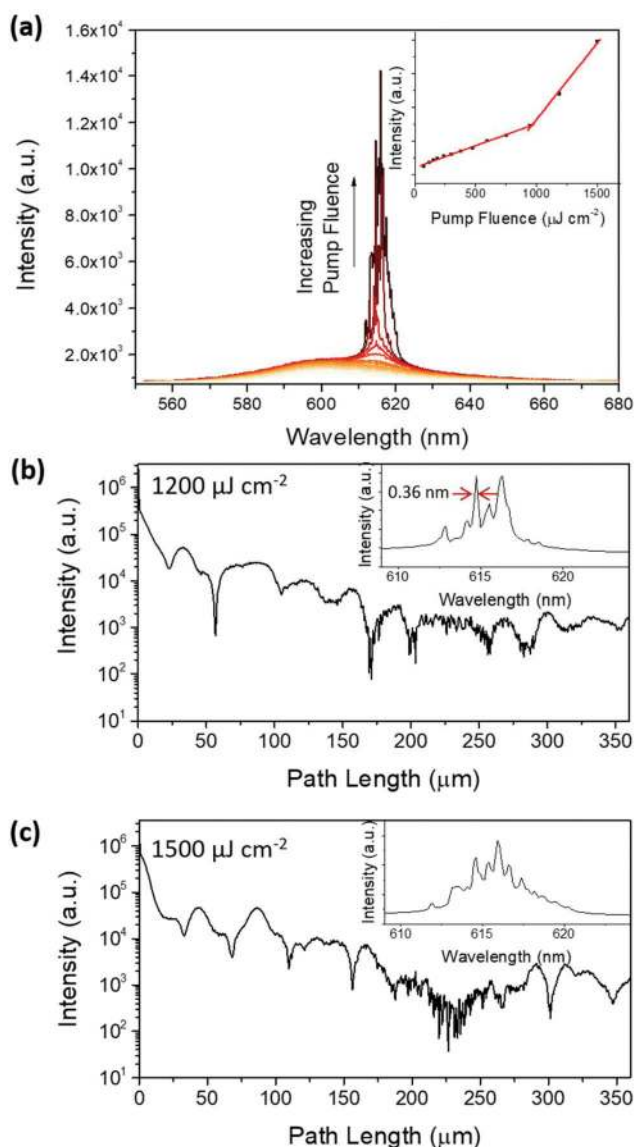 (a)
1.6x10⁴
1.4x10⁴
1.2x10⁴
1.0x10⁴
8.0x10³
6.0x10³
4.0x10³
2.0x10³
Intensity (a.u.)
560 580 600 620 640 660 680
Wavelength (nm)
Increasing
Pump Fluence
Intensity (a.u.)
0 500 1000 1500
Pump Fluence (μJ cm⁻²)
(b)
1200 μJ cm⁻²
10⁶
10⁵
10⁴
10³
10²
10¹
Intensity (a.u.)
0 50 100 150 200 250 300 350
Path Length (μm)
0.36 nm
Intensity (a.u.)
610 615 620
Wavelength (nm)
(c)
1500 μJ cm⁻²
10⁶
10⁵
10⁴
10³
10²
10¹
Intensity (a.u.)
0 50 100 150 200 250 300 350
Path Length (μm)
Intensity (a.u.)
610 615 620
Wavelength (nm)